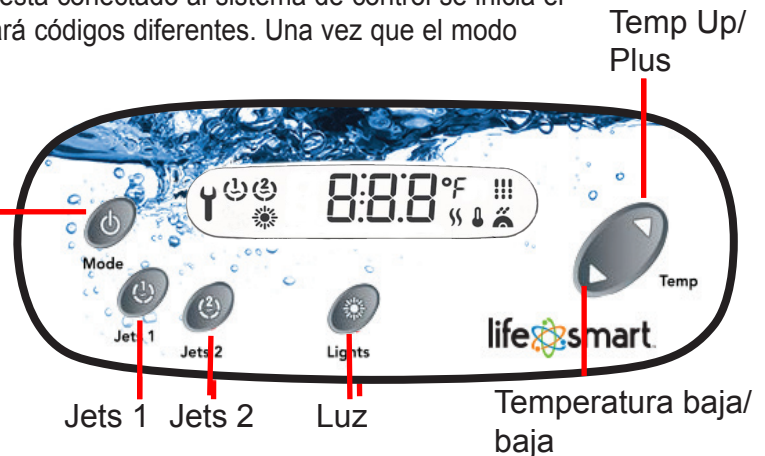 está conectado al sistema de control se inicia el
ará códigos diferentes. Una vez que el modo
Temp Up/
Plus
8:8.8°F
Mode
Temp
Jets 1
Jets 2
Lights
lifesmart.
Jets 1 Jets 2 Luz
Temperatura baja/
baja